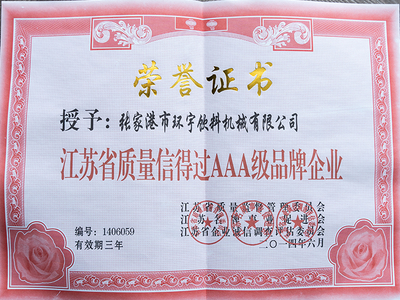 荣誉证书
授予：张家港市环宇饮料机械有限公司
江苏省质量信得过AAA级品牌企业
江苏省质量监督管理委员会
江苏名牌事业促进会
编号：1406059
江苏省企业诚信调查评估委员会
有效期三年
二〇一四年六月